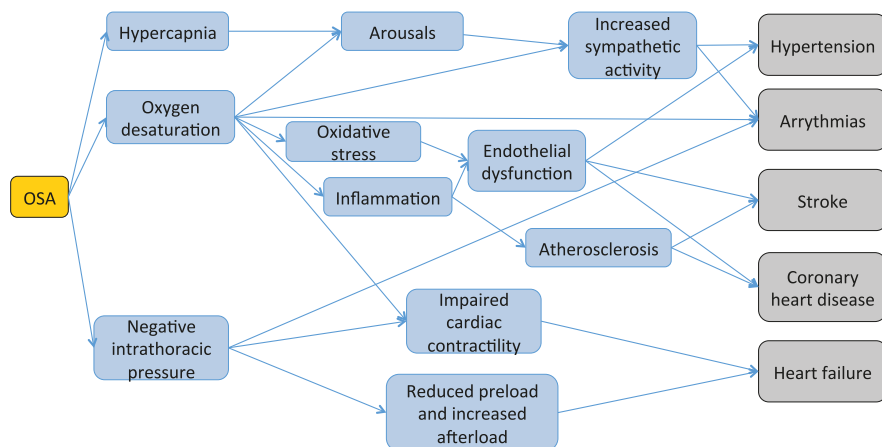 OSA
Hypercapnia
Oxygen
desaturation
Negative
intrathoracic
pressure
Arousals
Oxidative
stress
Inflammation
Impaired
cardiac
contractility
Reduced preload
and increased
afterload
Endothelial
dysfunction
Atherosclerosis
Increased
sympathetic
activity
Hypertension
Arrythmias
Stroke
Coronary
heart disease
Heart failure